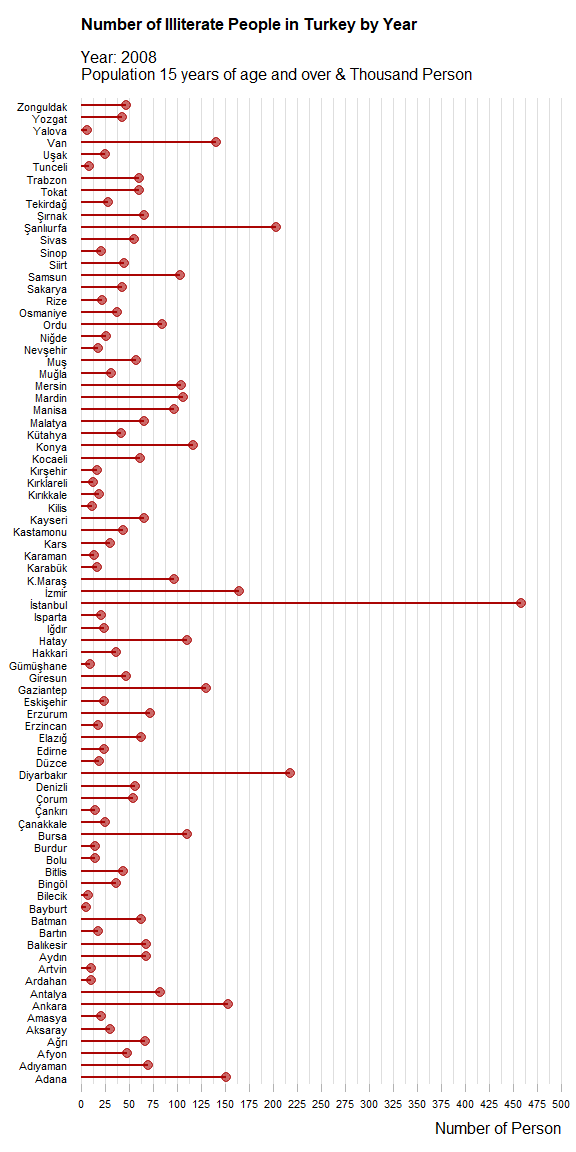 Number of Illiterate People in Turkey by Year
Year: 2008
Population 15 years of age and over & Thousand Person
Zonguldak
Yozgat
Yalova
Van
Uşak
Tunceli
Trabzon
Tokat
Tekirdağ
Şırnak
Şanlıurfa
Sivas
Sinop
Siirt
Samsun
Sakarya
Rize
Osmaniye
Ordu
Niğde
Nevşehir
Muş
Muğla
Mersin
Mardin
Manisa
Malatya
Kütahya
Konya
Kocaeli
Kırşehir
Kırklareli
Kırıkkale
Kilis
Kayseri
Kastamonu
Kars
Karaman
Karabük
K.Maraş
İzmir
İstanbul
Isparta
Iğdır
Hatay
Hakkari
Gümüşhane
Giresun
Gaziantep
Eskişehir
Erzurum
Erzincan
Elazığ
Edirne
Düzce
Diyarbakır
Denizli
Çorum
Çankırı
Çanakkale
Bursa
Burdur
Bolu
Bitlis
Bingöl
Bilecik
Bayburt
Batman
Bartın
Balıkesir
Aydın
Artvin
Ardahan
Antalya
Ankara
Amasya
Aksaray
Ağrı
Afyon
Adıyaman
Adana
0 25 50 75 100 125 150 175 200 225 250 275 300 325 350 375 400 425 450 475 500
Number of Person